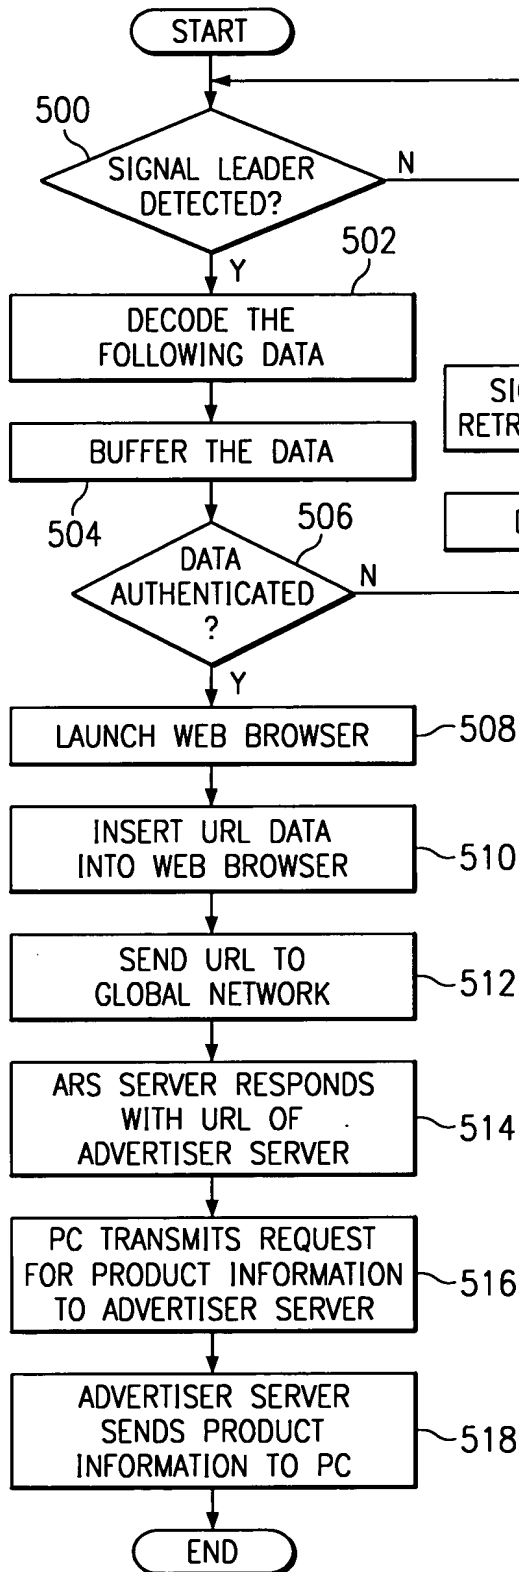 START
500
SIGNAL LEADER
DETECTED?
N
Y
502
DECODE THE
FOLLOWING DATA
BUFFER THE DATA
504
506
DATA
AUTHENTICATED
?
N
Y
LAUNCH WEB BROWSER
508
INSERT URL DATA
INTO WEB BROWSER
510
SEND URL TO
GLOBAL NETWORK
512
ARS SERVER RESPONDS
WITH URL OF
ADVERTISER SERVER
514
PC TRANSMITS REQUEST
FOR PRODUCT INFORMATION
TO ADVERTISER SERVER
516
ADVERTISER SERVER
SENDS PRODUCT
INFORMATION TO PC
518
END